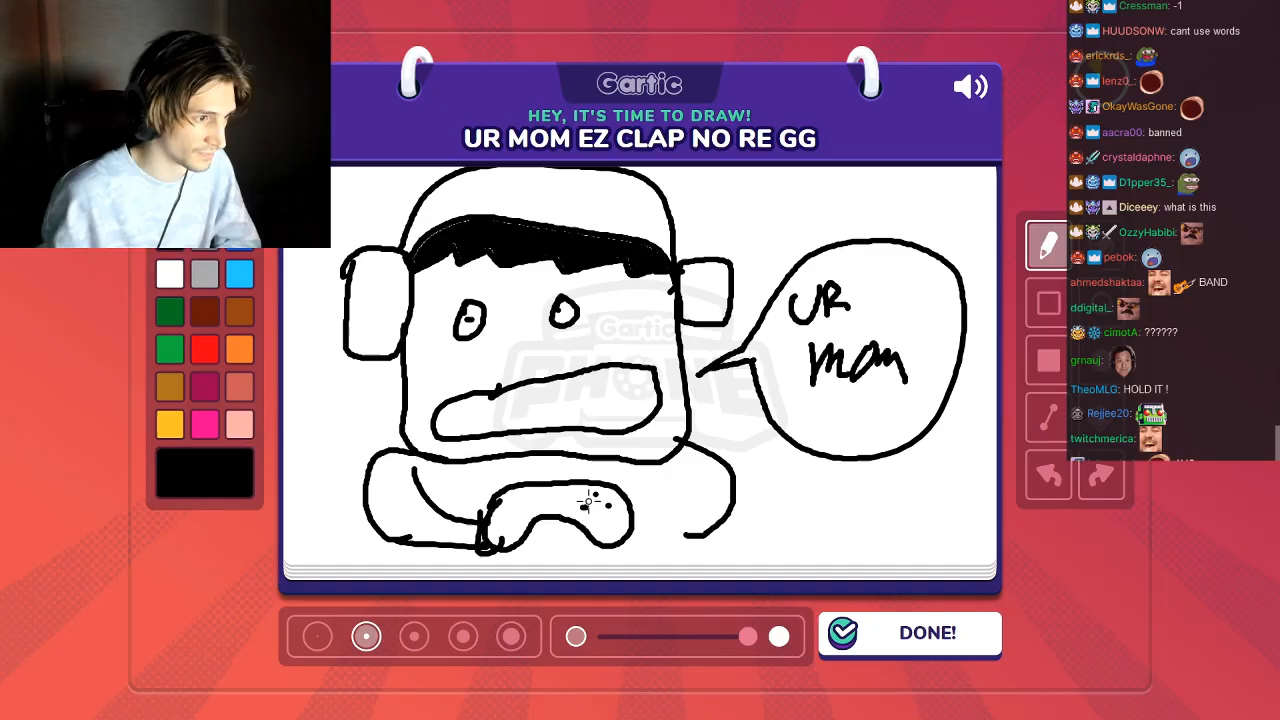 Gartic
HEY, IT'S TIME TO DRAW!
UR MOM EZ CLAP NO RE GG
UR
mom
Gartic
PHONE
DONE!
Cressman: -1
HUUDSONW: cant use words
erickrds_:
lenz0_:
OkayWasGone:
aacra00: banned
crystaldaphne:
D1pper35_:
Diceeey: what is this
OzzyHabibi:
pebok:
ahmedshaktaa: BAND
ddigital_:
cimotA: ??????
grnauj:
TheoMLG: HOLD IT !
Rejjee20:
twitchmerica: